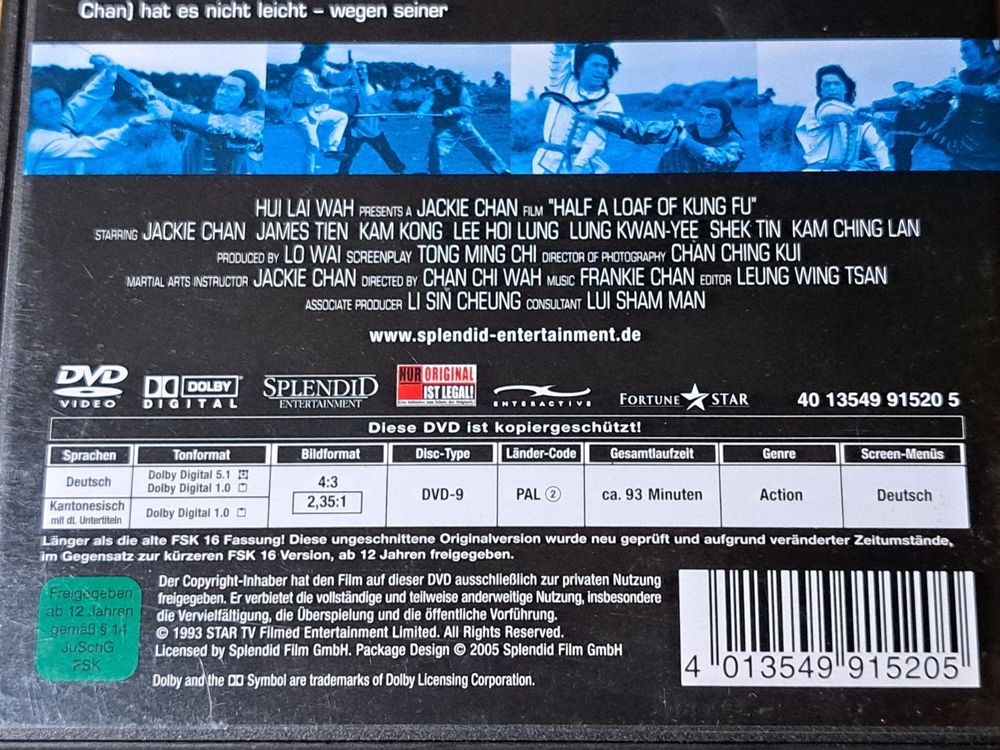 Chan) hat es nicht leicht – wegen seiner
HUI LAI WAH PRESENTS A JACKIE CHAN FILM "HALF A LOAF OF KUNG FU"
STARRING JACKIE CHAN JAMES TIEN KAM KONG LEE HOI LUNG LUNG KWAN-YEE SHEK TIN KAM CHING LAN
PRODUCED BY LO WAI SCREENPLAY TONG MING CHI DIRECTOR OF PHOTOGRAPHY CHAN CHING KUI
MARTIAL ARTS INSTRUCTOR JACKIE CHAN DIRECTED BY CHAN CHI WAH MUSIC FRANKIE CHAN EDITOR LEUNG WING TSAN
ASSOCIATE PRODUCER LI SIN CHEUNG CONSULTANT LUI SHAM MAN
www.splendid-entertainment.de
DVD VIDEO
DOLBY DIGITAL
SPLENDID ENTERTAINMENT
NUR ORIGINAL IST LEGAL!
ENTERACTIVE
FORTUNE STAR
40 13549 91520 5
Diese DVD ist kopiergeschützt!
Sprachen Tonformat Bildformat Disc-Type Länder-Code Gesamtlaufzeit Genre Screen-Menüs
Deutsch Dolby Digital 5.1 Dolby Digital 1.0 4:3 2,35:1 DVD-9 PAL 2 ca. 93 Minuten Action Deutsch
Kantonesisch mit dt. Untertiteln Dolby Digital 1.0
Länger als die alte FSK 16 Fassung! Diese ungeschnittene Originalversion wurde neu geprüft und aufgrund veränderter Zeitumstände,
im Gegensatz zur kürzeren FSK 16 Version, ab 12 Jahren freigegeben.
Freigegeben
ab 12 Jahren
gemäß § 14
JuSchG
FSK
Der Copyright-Inhaber hat den Film auf dieser DVD ausschließlich zur privaten Nutzung
freigegeben. Er verbietet die vollständige und teilweise anderweitige Nutzung, insbesondere
die Vervielfältigung, die Überspielung und die öffentliche Vorführung.
© 1993 STAR TV Filmed Entertainment Limited. All Rights Reserved.
Licensed by Splendid Film GmbH. Package Design © 2005 Splendid Film GmbH
Dolby and the DD Symbol are trademarks of Dolby Licensing Corporation.
4 013549 915205